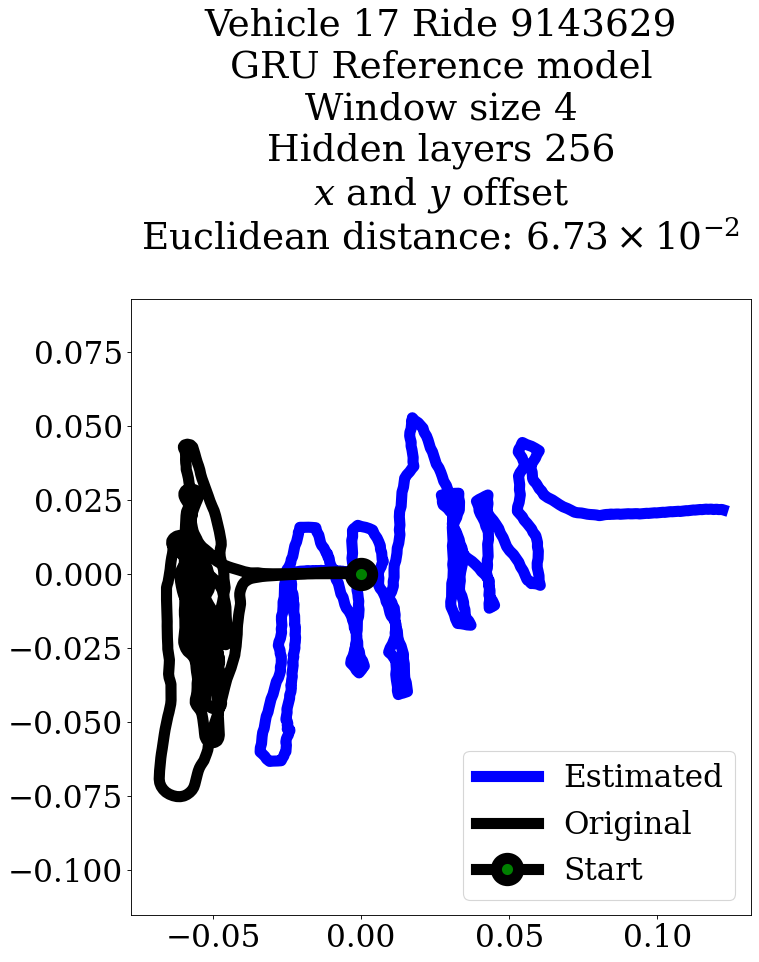 Vehicle 17 Ride 9143629
GRU Reference model
Window size 4
Hidden layers 256
x and y offset
Euclidean distance: 6.73 × 10⁻²
0.075
0.050
0.025
0.000
−0.025
−0.050
−0.075
−0.100
Estimated
Original
Start
−0.05 0.00 0.05 0.10